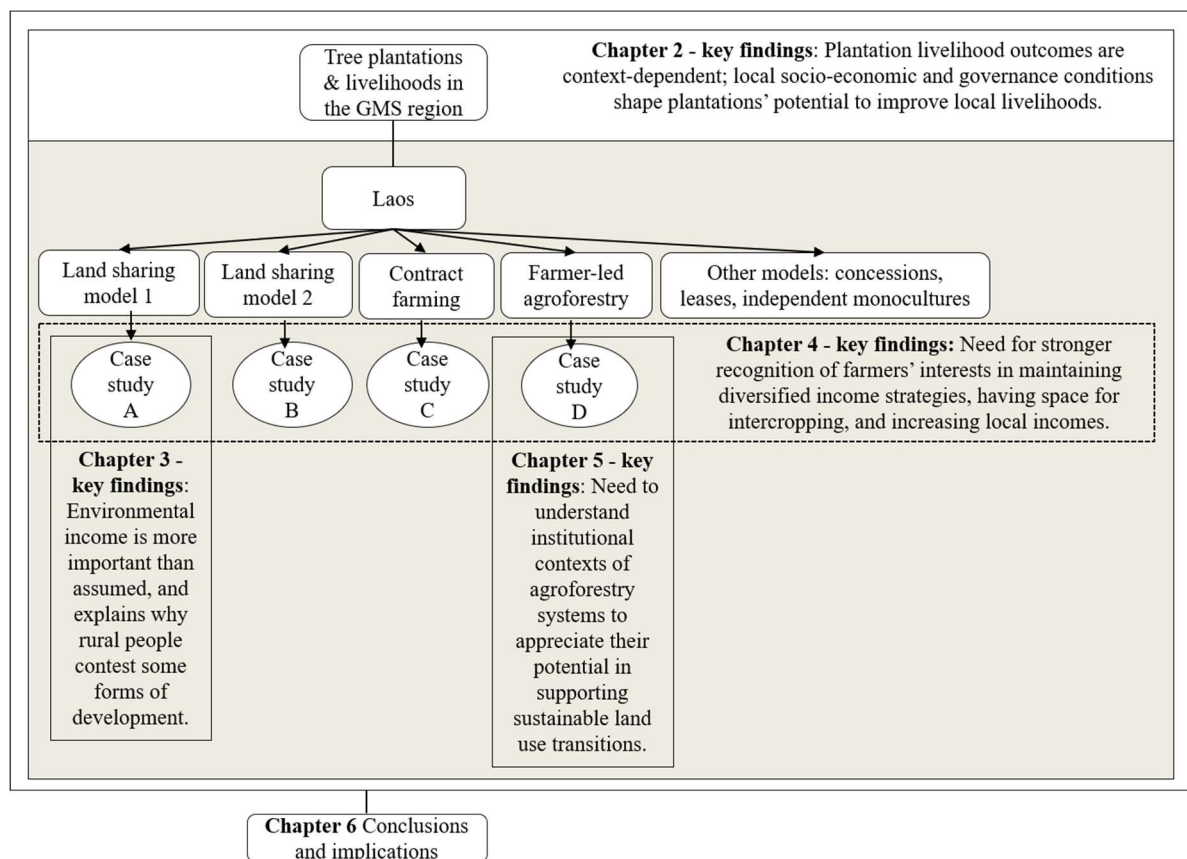 Tree plantations
& livelihoods in
the GMS region
Chapter 2 - key findings: Plantation livelihood outcomes are
context-dependent; local socio-economic and governance conditions
shape plantations' potential to improve local livelihoods.
Laos
Land sharing
model 1
Land sharing
model 2
Contract
farming
Farmer-led
agroforestry
Other models: concessions,
leases, independent monocultures
Case
study
A
Case
study
B
Case
study
C
Case
study
D
Chapter 4 - key findings: Need for stronger
recognition of farmers' interests in maintaining
diversified income strategies, having space for
intercropping, and increasing local incomes.
Chapter 3 -
key findings:
Environmental
income is more
important than
assumed, and
explains why
rural people
contest some
forms of
development.
Chapter 5 - key
findings: Need to
understand
institutional
contexts of
agroforestry
systems to
appreciate their
potential in
supporting
sustainable land
use transitions.
Chapter 6 Conclusions
and implications